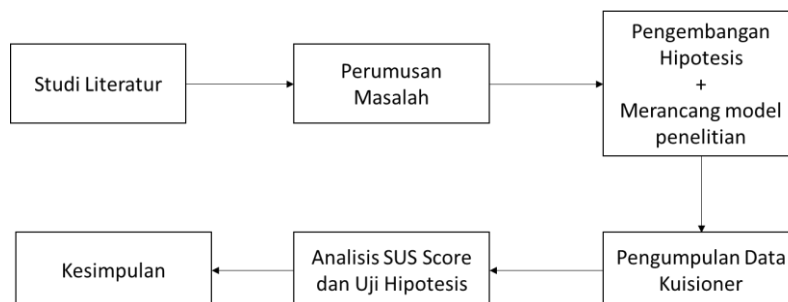 Studi Literatur
Perumusan
Masalah
Pengembangan
Hipotesis
+
Merancang model
penelitian
Pengumpulan Data
Kuisioner
Analisis SUS Score
dan Uji Hipotesis
Kesimpulan